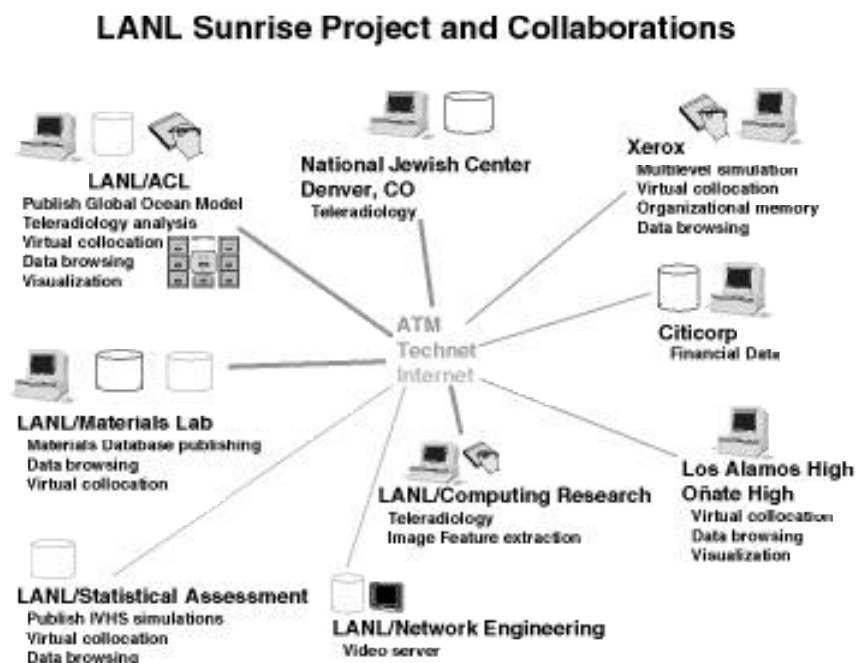 LANL Sunrise Project and Collaborations
LANL/ACL
Publish Global Ocean Model
Teleradiology analysis
Virtual collocation
Data browsing
Visualization
National Jewish Center
Denver, CO
Teleradiology
Xerox
Multilevel simulation
Virtual collocation
Organizational memory
Data browsing
ATM
Technet
Internet
Citicorp
Financial Data
LANL/Materials Lab
Materials Database publishing
Data browsing
Virtual collocation
LANL/Computing Research
Teleradiology
Image Feature extraction
Los Alamos High
Oñate High
Virtual collocation
Data browsing
Visualization
LANL/Statistical Assessment
Publish IVHS simulations
Virtual collocation
Data browsing
LANL/Network Engineering
Video server